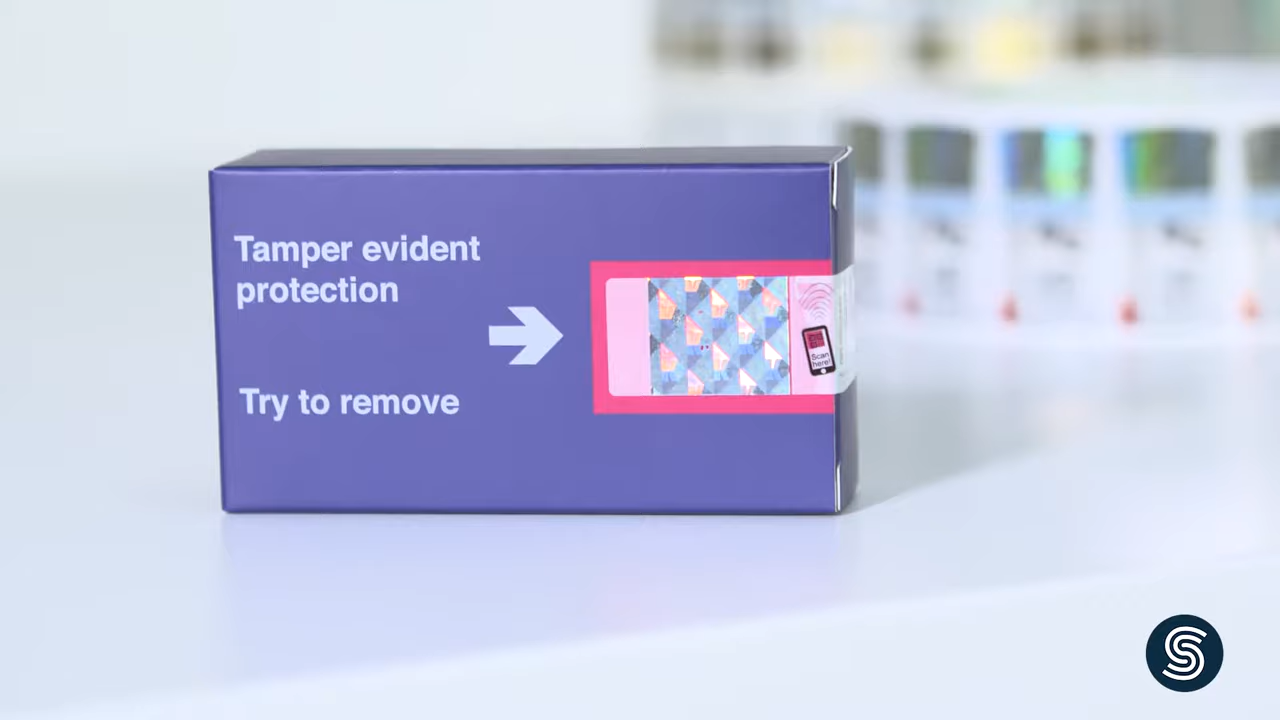 Tamper evident
protection
Try to remove
Scan
here!